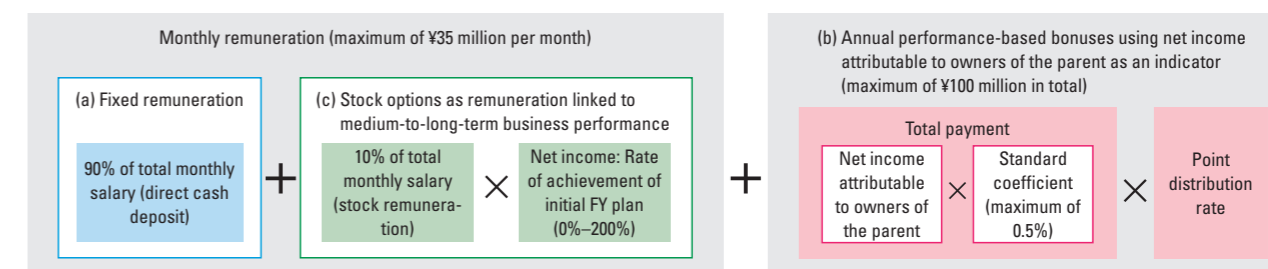 Monthly remuneration (maximum of ¥35 million per month)
(a) Fixed remuneration
90% of total monthly
salary (direct cash
deposit)
+
(c) Stock options as remuneration linked to
medium-to-long-term business performance
10% of total
monthly salary
(stock remunera-
tion)
×
Net income: Rate
of achievement of
initial FY plan
(0%–200%)
+
(b) Annual performance-based bonuses using net income
attributable to owners of the parent as an indicator
(maximum of ¥100 million in total)
Total payment
Net income
attributable
to owners of
the parent
×
Standard
coefficient
(maximum of
0.5%)
×
Point
distribution
rate